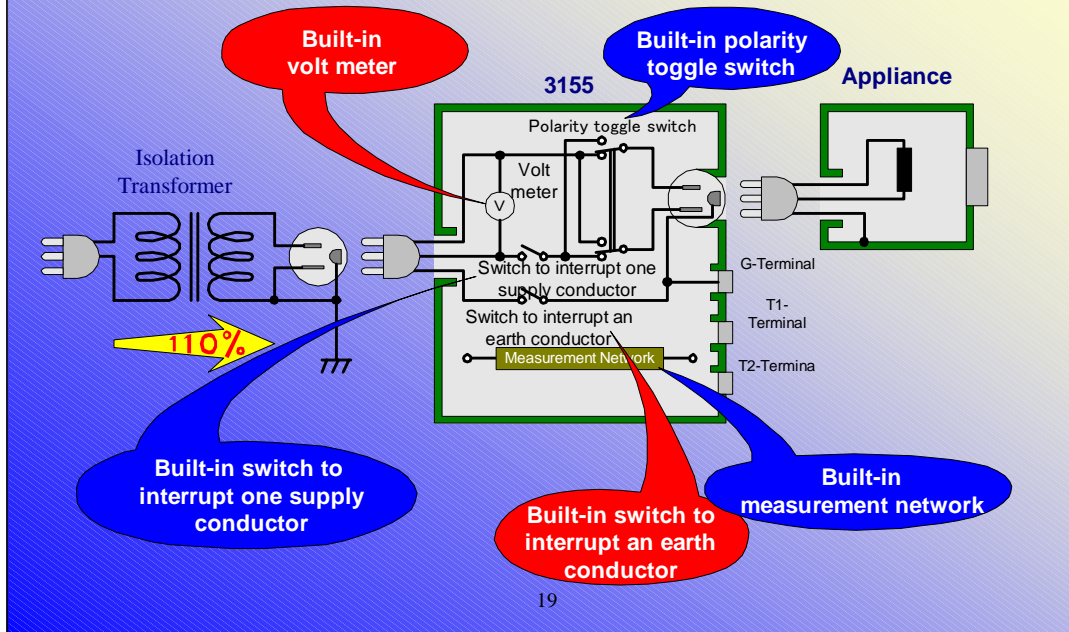 Built-in
volt meter
Built-in polarity
toggle switch
3155
Appliance
Polarity toggle switch
Isolation
Transformer
Volt
meter
V
Switch to interrupt one
supply conductor
G-Terminal
T1-
Terminal
Switch to interrupt an
earth conductor
110%
Measurement Network
T2-Termina
Built-in switch to
interrupt one supply
conductor
Built-in
measurement network
Built-in switch to
interrupt an earth
conductor
19